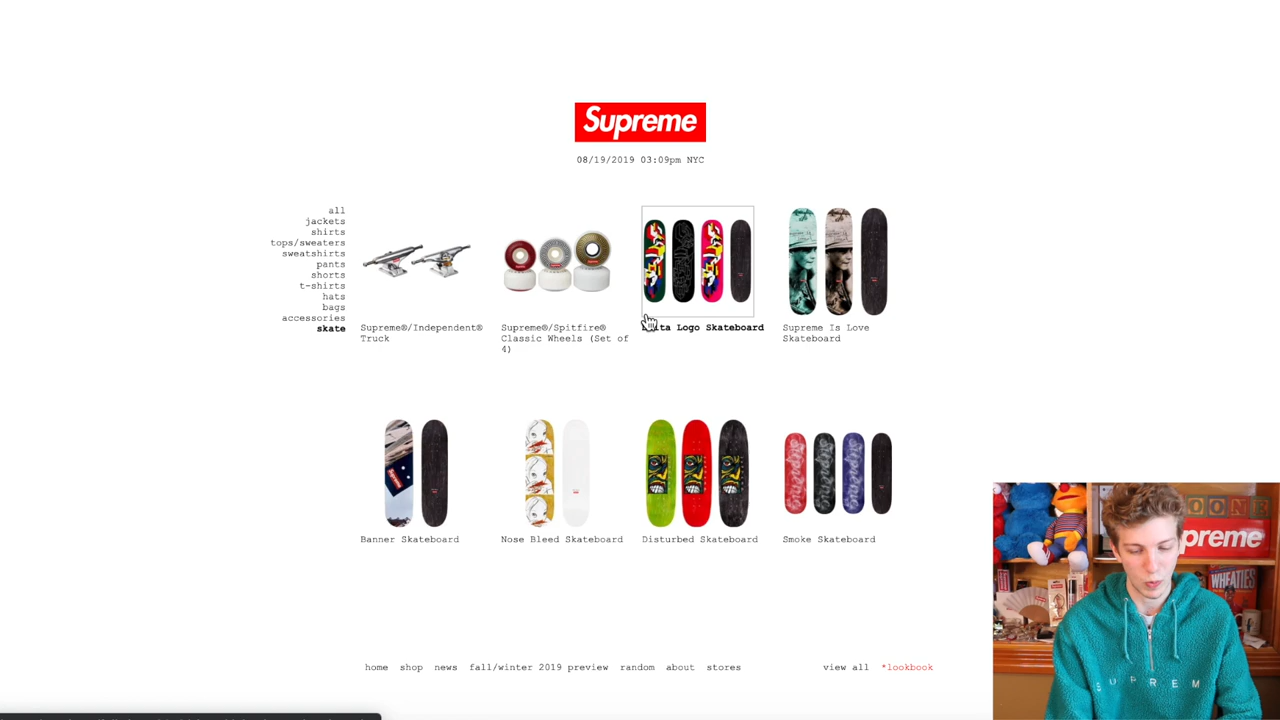 Supreme
08/19/2019 03:09pm NYC
all
jackets
shirts
tops/sweaters
sweatshirts
pants
shorts
t-shirts
hats
bags
accessories
skate
Supreme®/Independent®
Truck
Supreme®/Spitfire®
Classic Wheels (Set of
4)
Logo Skateboard
Supreme Is Love
Skateboard
Banner Skateboard
Nose Bleed Skateboard
Disturbed Skateboard
Smoke Skateboard
home shop news fall/winter 2019 preview random about stores
view all *lookbook
preme
WHEATIES
SUPREM